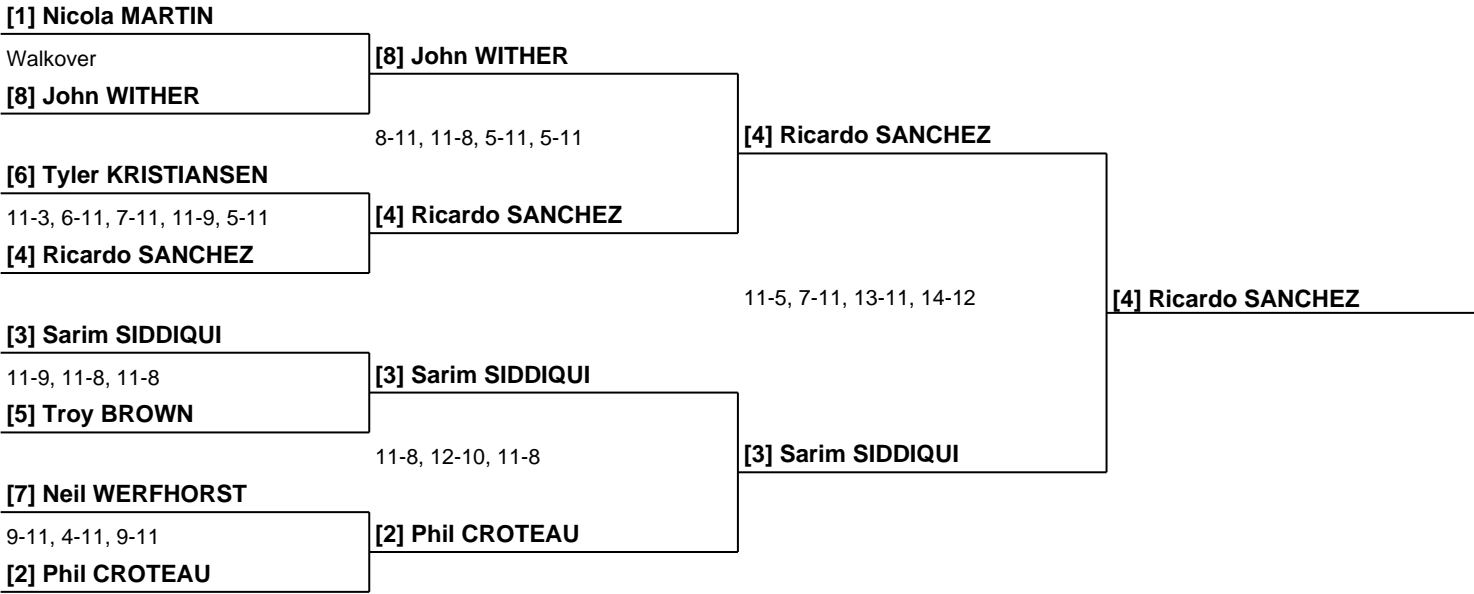 [1] Nicola MARTIN
Walkover
[8] John WITHER
[8] John WITHER
8-11, 11-8, 5-11, 5-11
[4] Ricardo SANCHEZ
[6] Tyler KRISTIANSEN
11-3, 6-11, 7-11, 11-9, 5-11
[4] Ricardo SANCHEZ
[4] Ricardo SANCHEZ
11-5, 7-11, 13-11, 14-12
[4] Ricardo SANCHEZ
[3] Sarim SIDDIQUI
11-9, 11-8, 11-8
[3] Sarim SIDDIQUI
[5] Troy BROWN
11-8, 12-10, 11-8
[3] Sarim SIDDIQUI
[7] Neil WERFHORST
9-11, 4-11, 9-11
[2] Phil CROTEAU
[2] Phil CROTEAU